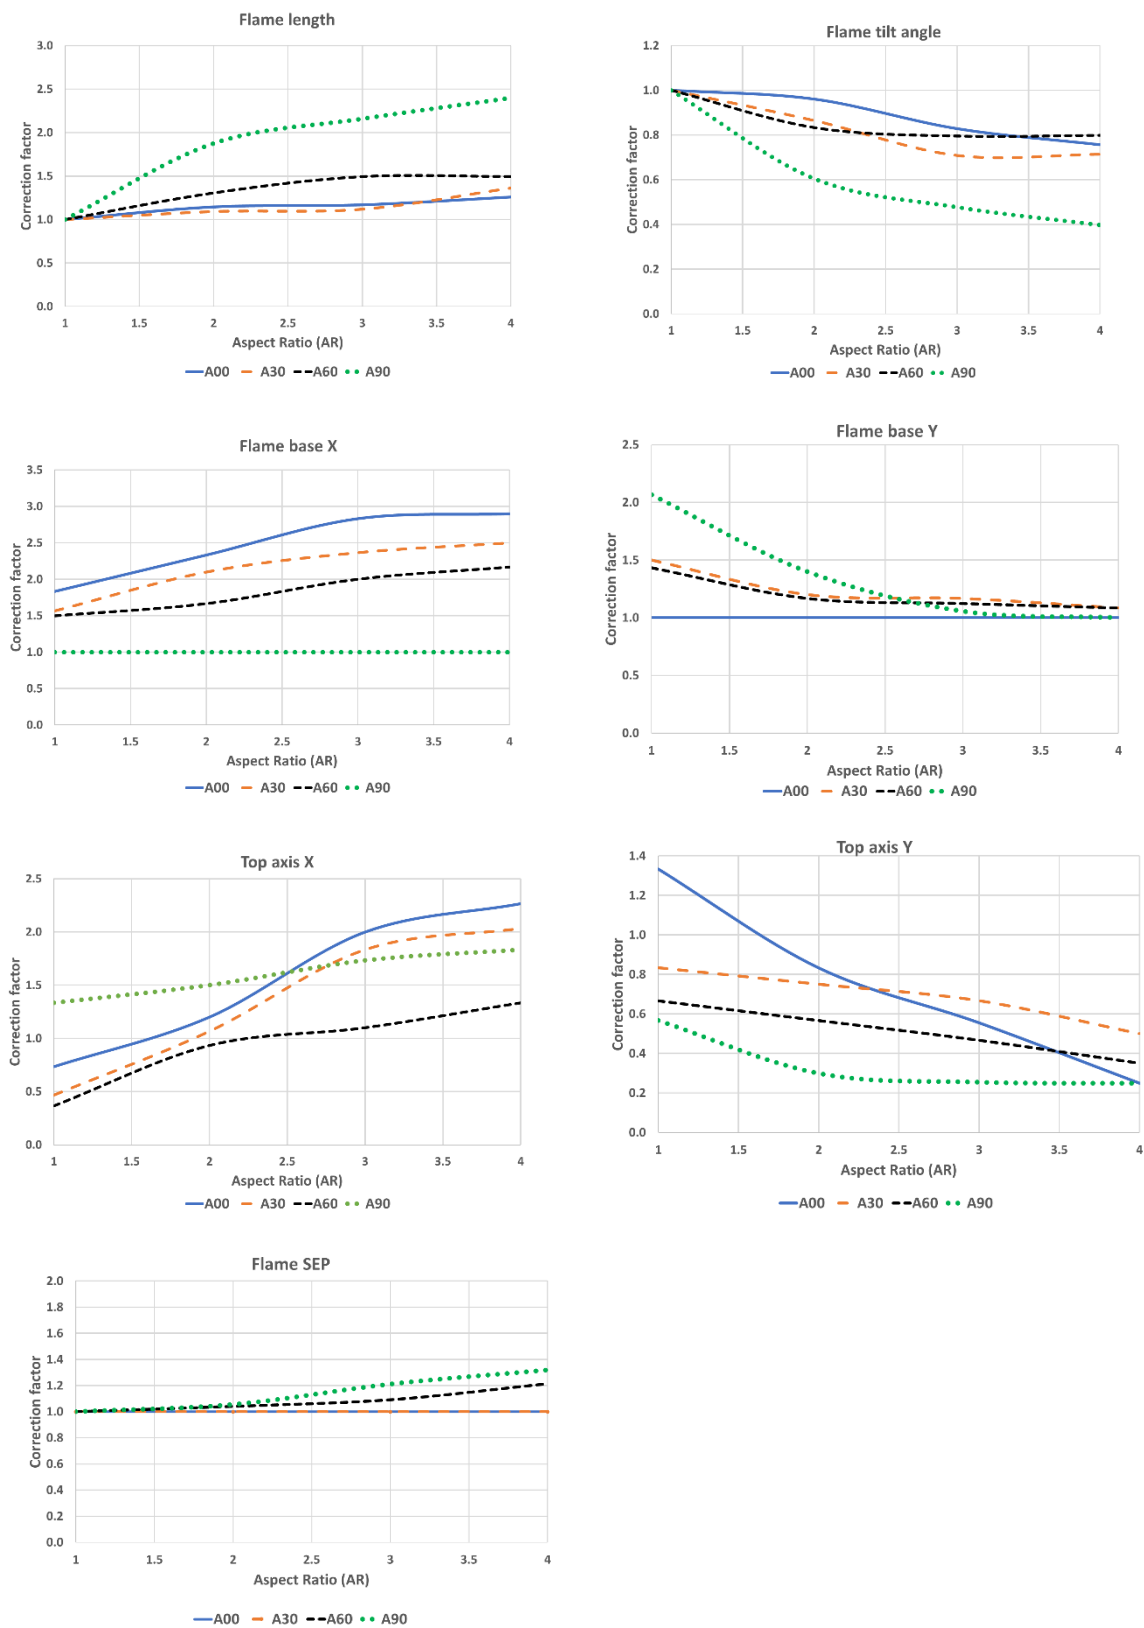 Flame length
3.0
2.5
2.0
1.5
1.0
0.5
0.0
Correction factor
1 1.5 2 2.5 3 3.5 4
Aspect Ratio (AR)
A00 A30 A60 A90
Flame tilt angle
1.2
1.0
0.8
0.6
0.4
0.2
0.0
Correction factor
1 1.5 2 2.5 3 3.5 4
Aspect Ratio (AR)
A00 A30 A60 A90
Flame base X
3.5
3.0
2.5
2.0
1.5
1.0
0.5
0.0
Correction factor
1 1.5 2 2.5 3 3.5 4
Aspect Ratio (AR)
A00 A30 A60 A90
Flame base Y
2.5
2.0
1.5
1.0
0.5
0.0
Correction factor
1 1.5 2 2.5 3 3.5 4
Aspect Ratio (AR)
A00 A30 A60 A90
Top axis X
2.5
2.0
1.5
1.0
0.5
0.0
Correction factor
1 1.5 2 2.5 3 3.5 4
Aspect Ratio (AR)
A00 A30 A60 A90
Top axis Y
1.4
1.2
1.0
0.8
0.6
0.4
0.2
0.0
Correction factor
1 1.5 2 2.5 3 3.5 4
Aspect Ratio (AR)
A00 A30 A60 A90
Flame SEP
2.0
1.8
1.6
1.4
1.2
1.0
0.8
0.6
0.4
0.2
0.0
Correction factor
1 1.5 2 2.5 3 3.5 4
Aspect Ratio (AR)
A00 A30 A60 A90